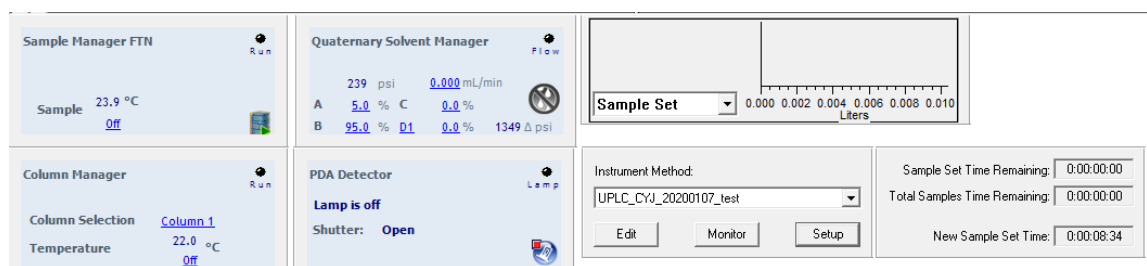 Sample Manager FTN
Run
Sample 23.9 °C
Off
Quaternary Solvent Manager
Flow
239 psi 0.000 mL/min
A 5.0 % C 0.0 %
B 95.0 % D1 0.0 % 1349 Δ psi
Sample Set
0.000 0.002 0.004 0.006 0.008 0.010
Liters
Column Manager
Run
Column Selection Column 1
Temperature 22.0 °C
Off
PDA Detector
Lamp
Lamp is off
Shutter: Open
Instrument Method:
UPLC_CYJ_20200107_test
Edit Monitor Setup
Sample Set Time Remaining: 0:00:00:00
Total Samples Time Remaining: 0:00:00:00
New Sample Set Time: 0:00:08:34